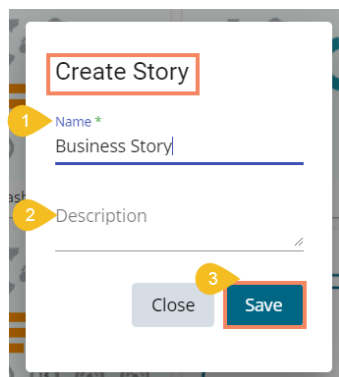 Create Story
1
Name *
Business Story
2
Description
3
Close
Save